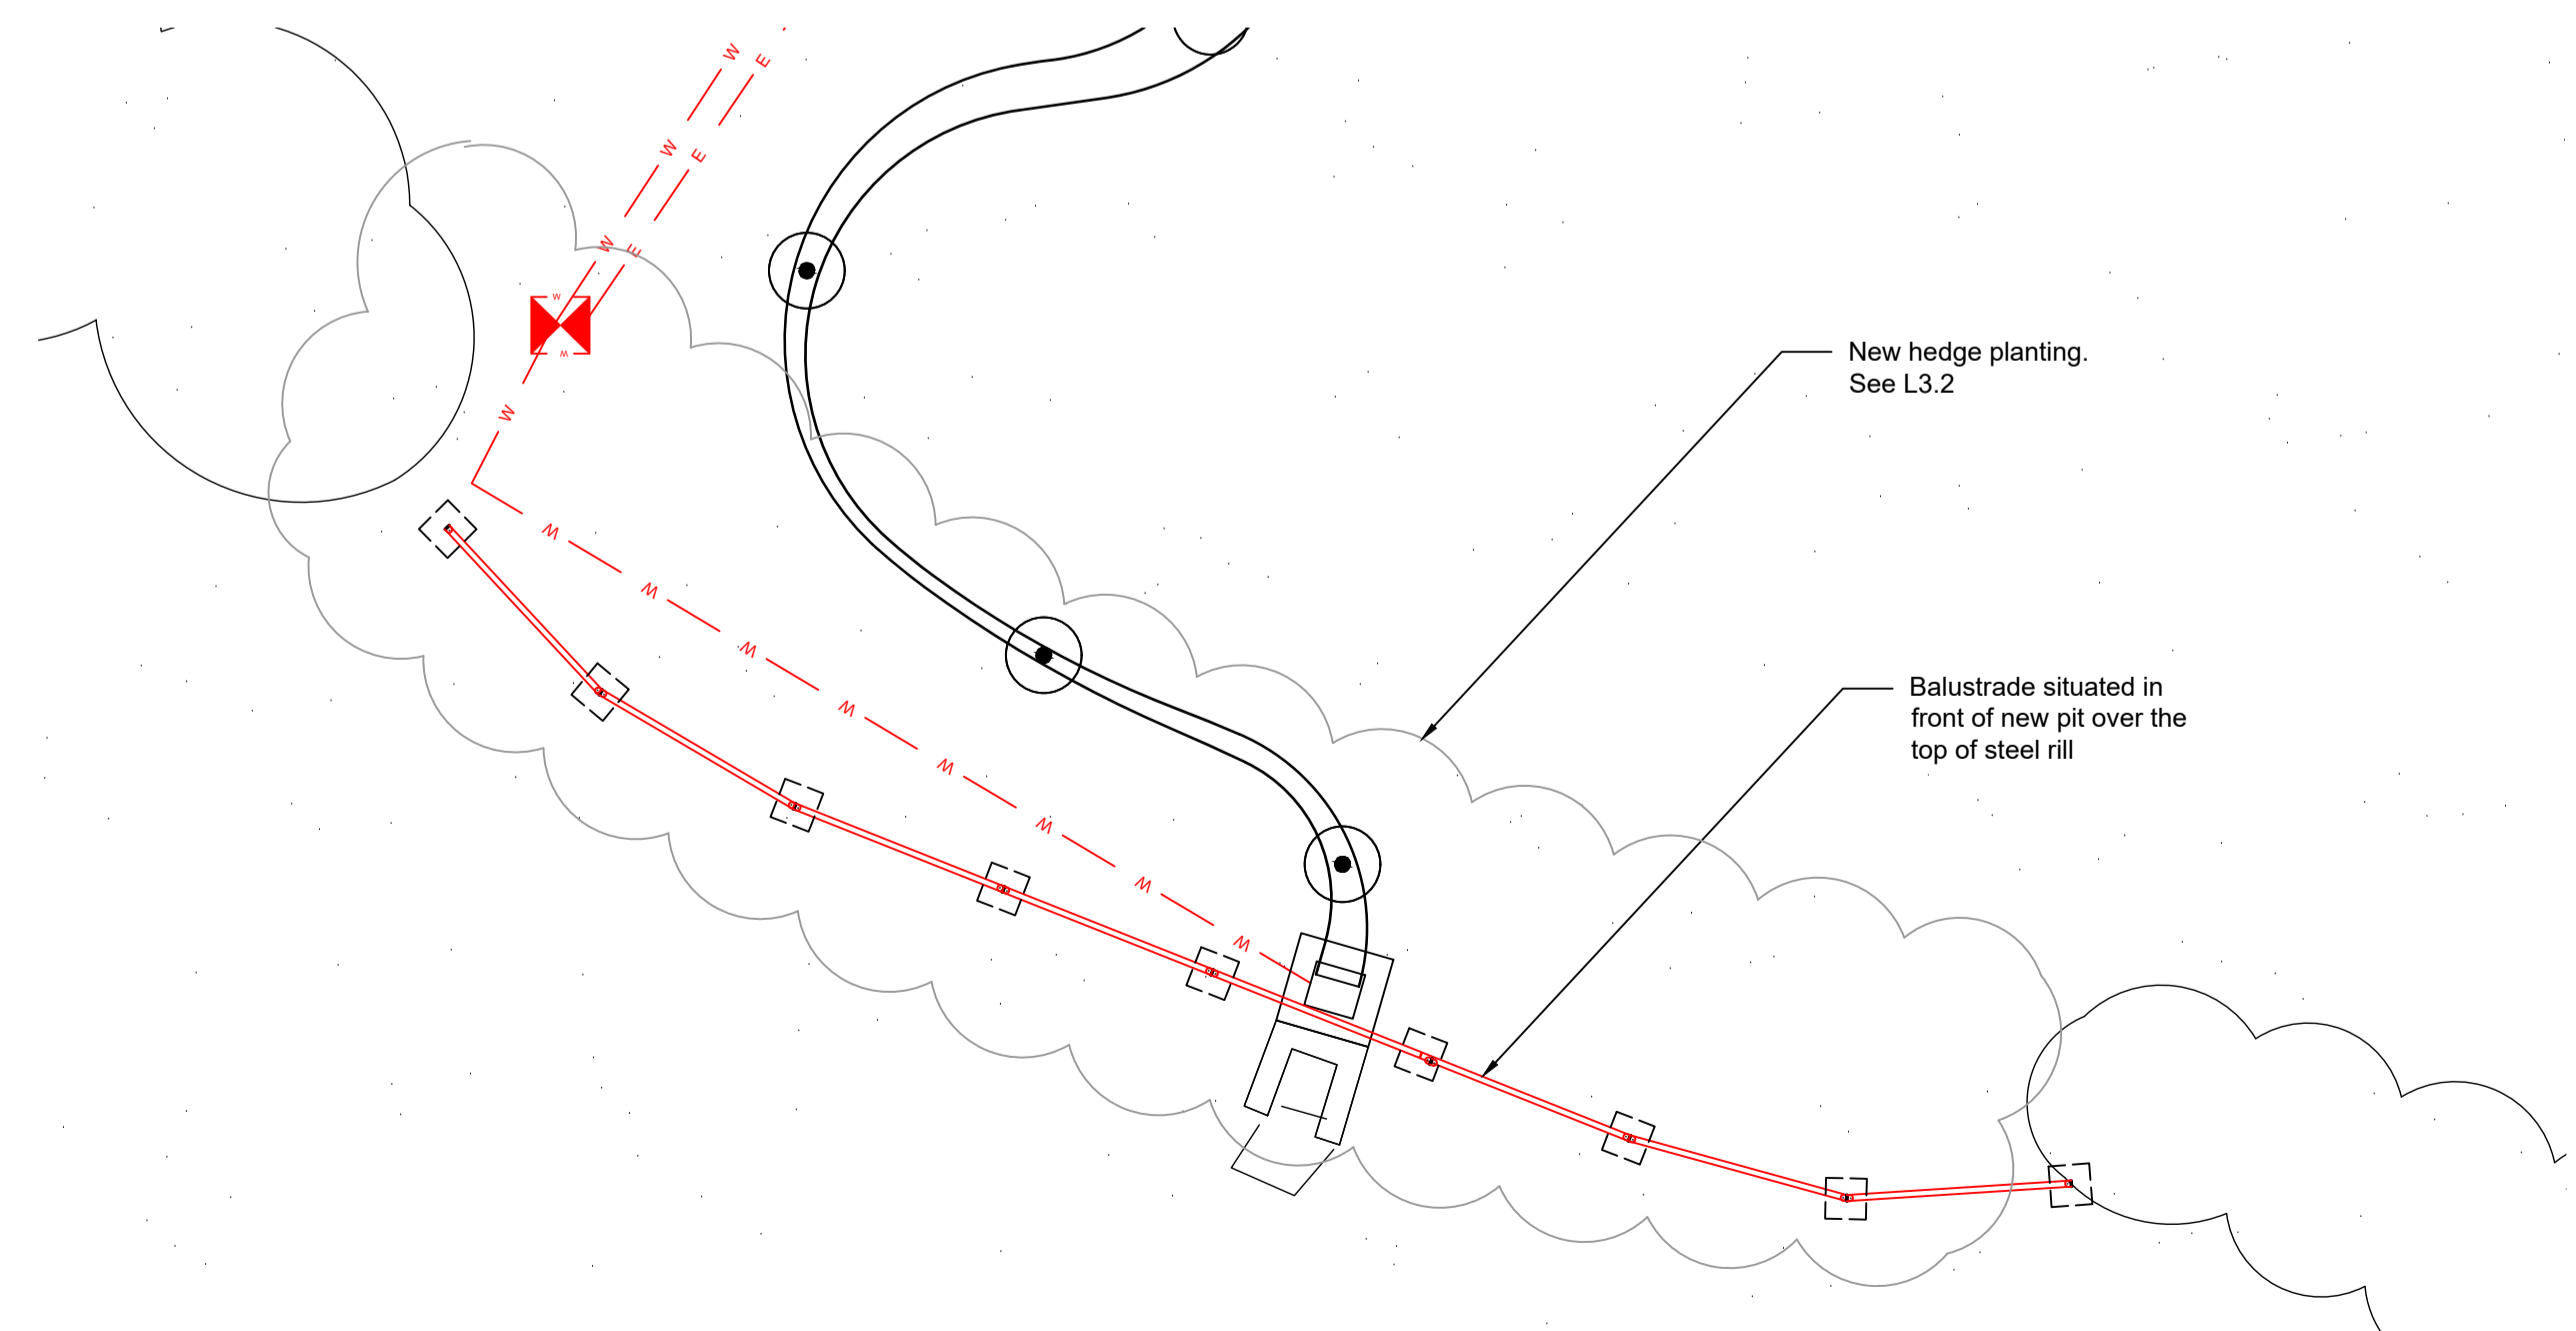 W
E
W
E
W
E
W
W
W
New hedge planting.
See L3.2
W
W
W
Balustrade situated in
front of new pit over the
top of steel rill
W
W
W
W
W
W